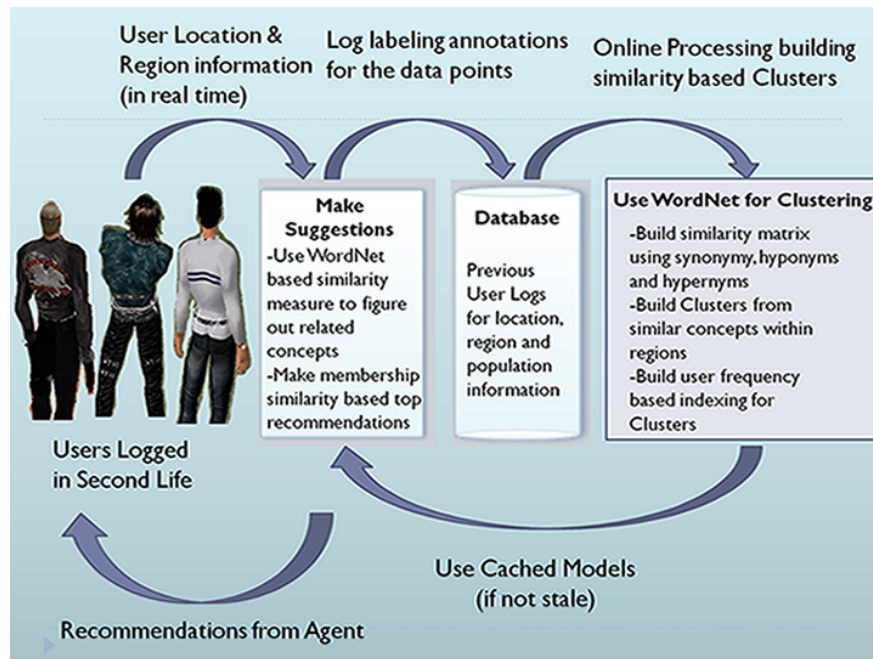 User Location &
Region information
(in real time)
Log labeling annotations
for the data points
Online Processing building
similarity based Clusters
Make
Suggestions
-Use WordNet
based similarity
measure to figure
out related
concepts
-Make membership
similarity based top
recommendations
Database
Previous
User Logs
for location,
region and
population
information
Use WordNet for Clustering
-Build similarity matrix
using synonymy, hyponyms
and hypernyms
-Build Clusters from
similar concepts within
regions
-Build user frequency
based indexing for
Clusters
Users Logged
in Second Life
Use Cached Models
(if not stale)
Recommendations from Agent